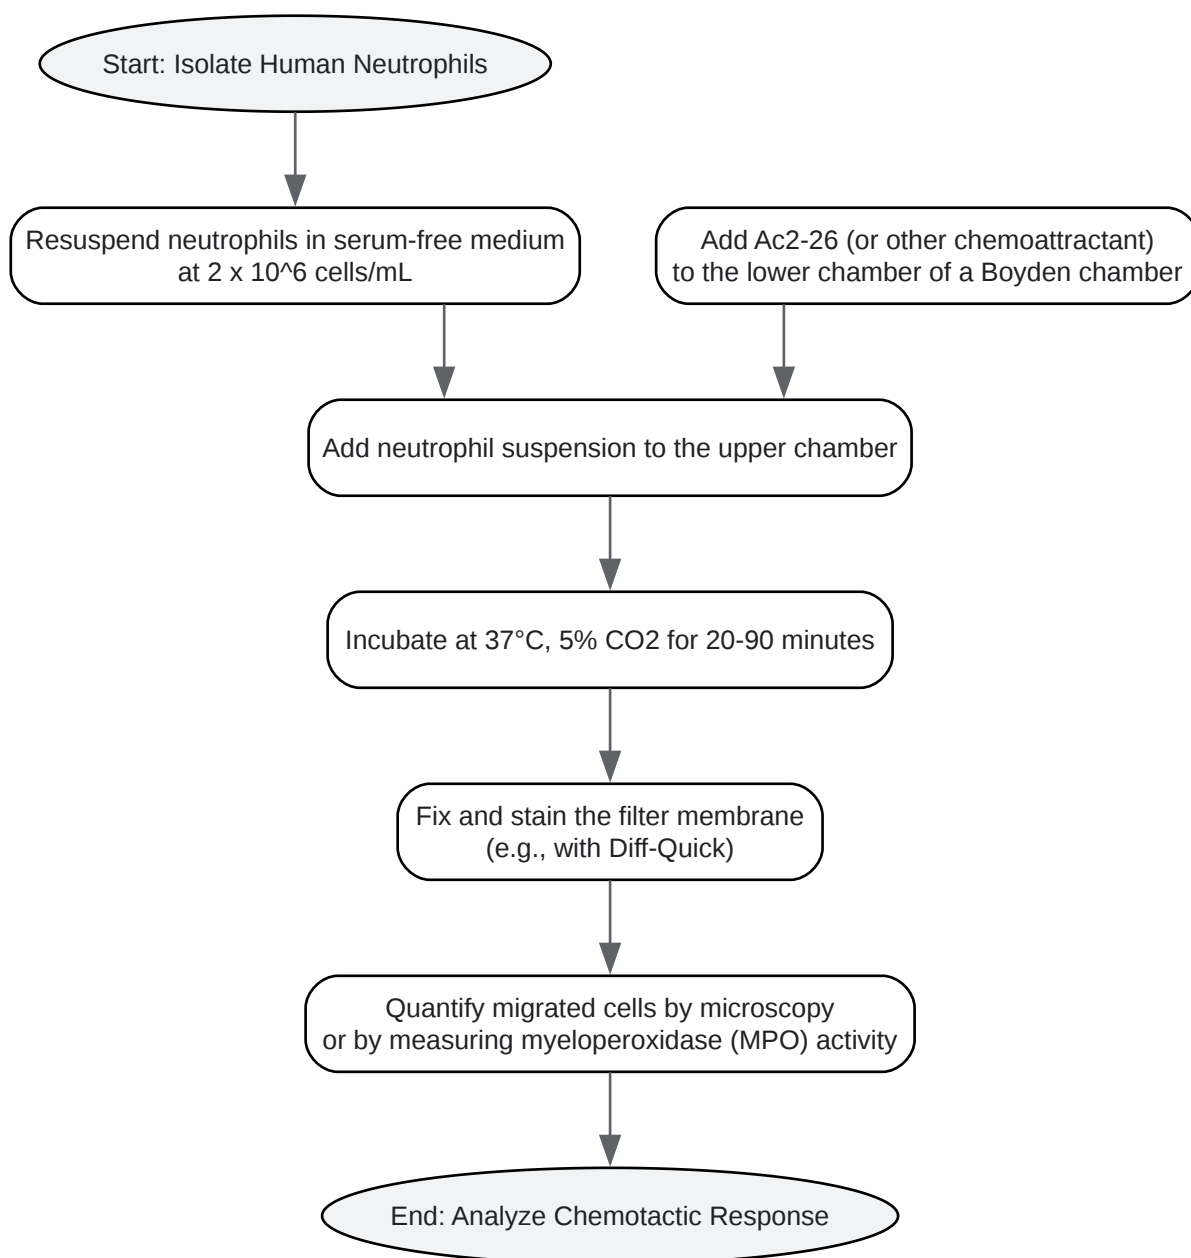 Start: Isolate Human Neutrophils
Resuspend neutrophils in serum-free medium
at 2 x 10^6 cells/mL
Add Ac2-26 (or other chemoattractant)
to the lower chamber of a Boyden chamber
Add neutrophil suspension to the upper chamber
Incubate at 37°C, 5% CO2 for 20-90 minutes
Fix and stain the filter membrane
(e.g., with Diff-Quick)
Quantify migrated cells by microscopy
or by measuring myeloperoxidase (MPO) activity
End: Analyze Chemotactic Response